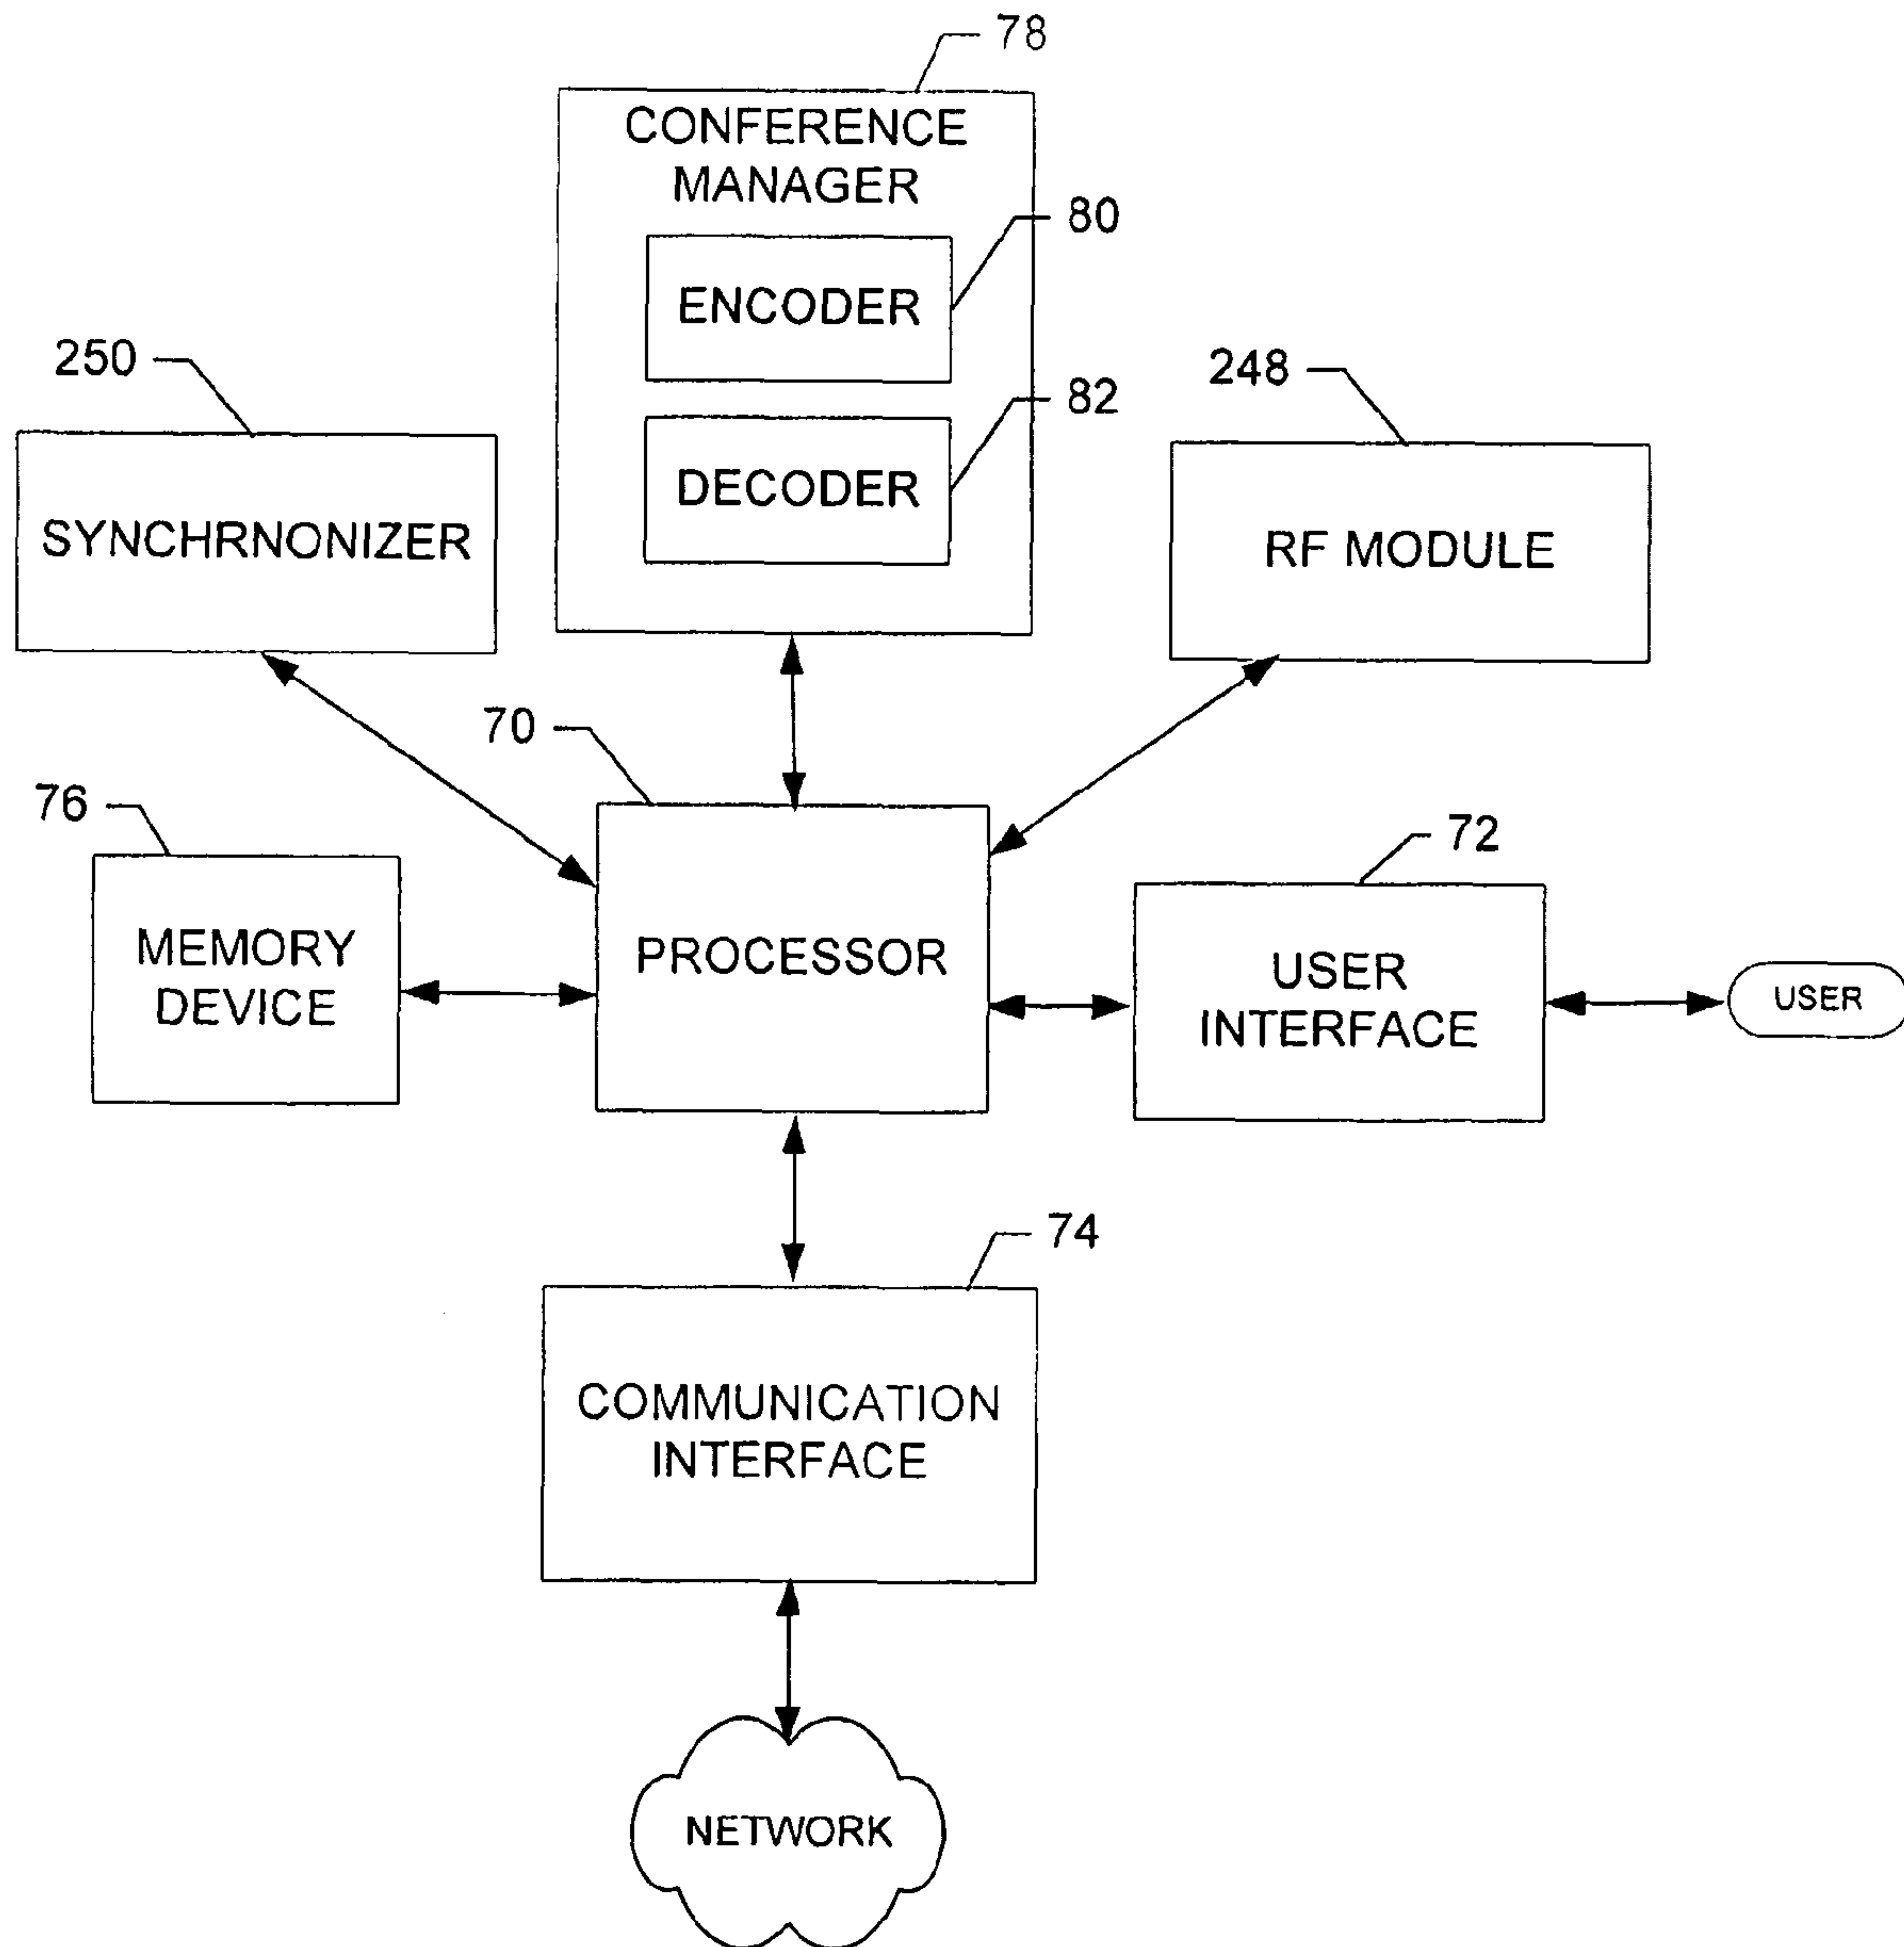 78
CONFERENCE
MANAGER
80
ENCODER
250
248
82
DECODER
SYNCHRNONIZER
RF MODULE
70
76
72
MEMORY
DEVICE
PROCESSOR
USER
INTERFACE
USER
74
COMMUNICATION
INTERFACE
NETWORK